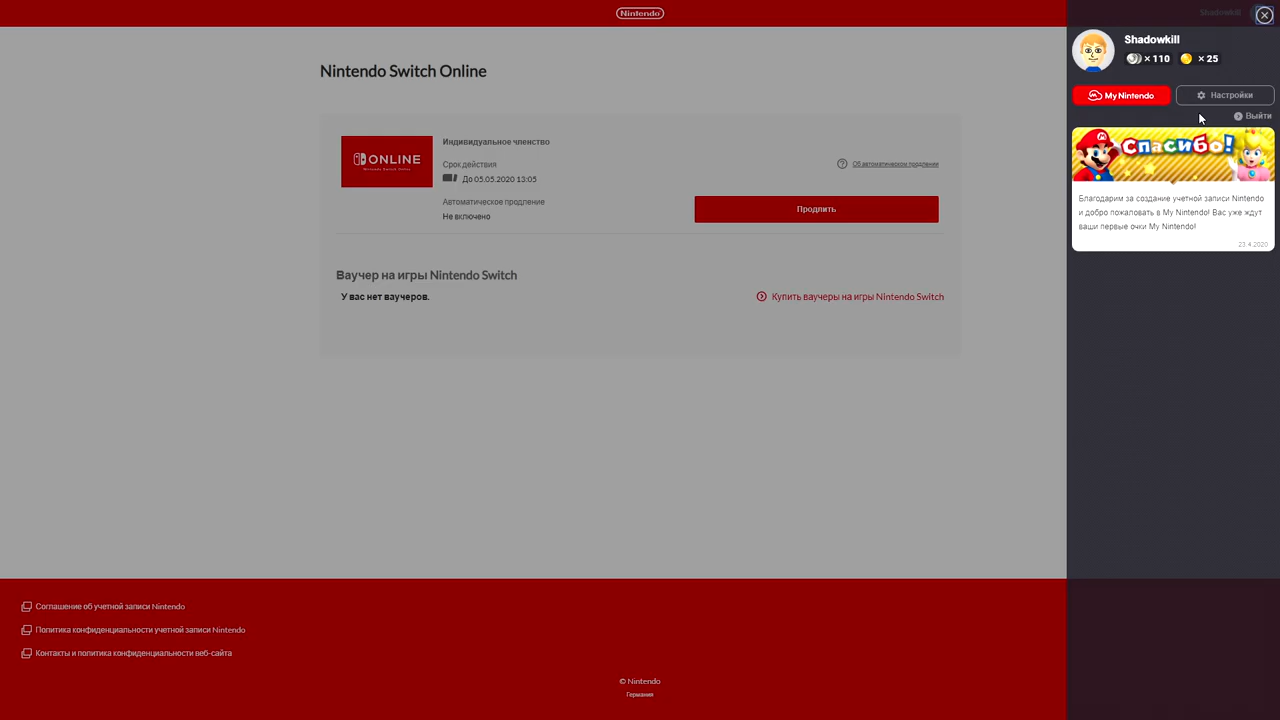 Nintendo
Shadowkill
Nintendo Switch Online
ONLINE
Nintendo Switch Online
Индивидуальное членство
Срок действия
До 05.05.2020 13:05
Об автоматическом продлении
Автоматическое продление
Не включено
Продлить
Ваучер на игры Nintendo Switch
У вас нет ваучеров.
Купить ваучеры на игры Nintendo Switch
Shadowkill
× 110
× 25
My Nintendo
Настройки
Выйти
Спасибо!
Благодарим за создание учетной записи Nintendo
и добро пожаловать в My Nintendo! Вас уже ждут
ваши первые очки My Nintendo!
23.4.2020
Соглашение об учетной записи Nintendo
Политика конфиденциальности учетной записи Nintendo
Контакты и политика конфиденциальности веб-сайта
© Nintendo
Германия